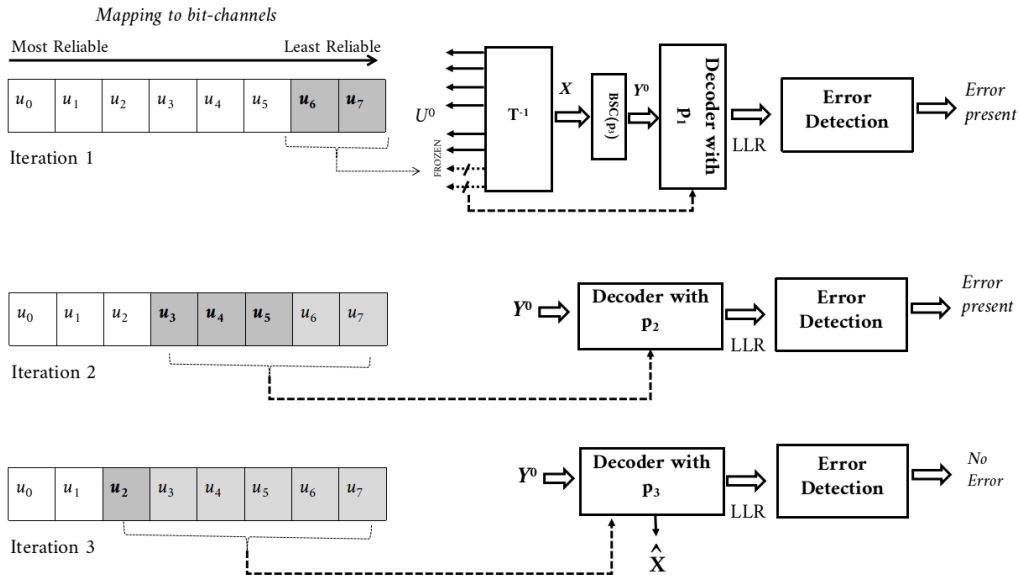 Mapping to bit-channels
Most Reliable Least Reliable
u0 u1 u2 u3 u4 u5 u6 u7
Iteration 1
U0
FROZEN
T-1
X
BSC(p3)
Y0
Decoder with
p1
LLR
Error
Detection
Error
present
u0 u1 u2 u3 u4 u5 u6 u7
Iteration 2
Y0
Decoder with
p2
LLR
Error
Detection
Error
present
u0 u1 u2 u3 u4 u5 u6 u7
Iteration 3
Y0
Decoder with
p3
X̂
LLR
Error
Detection
No
Error